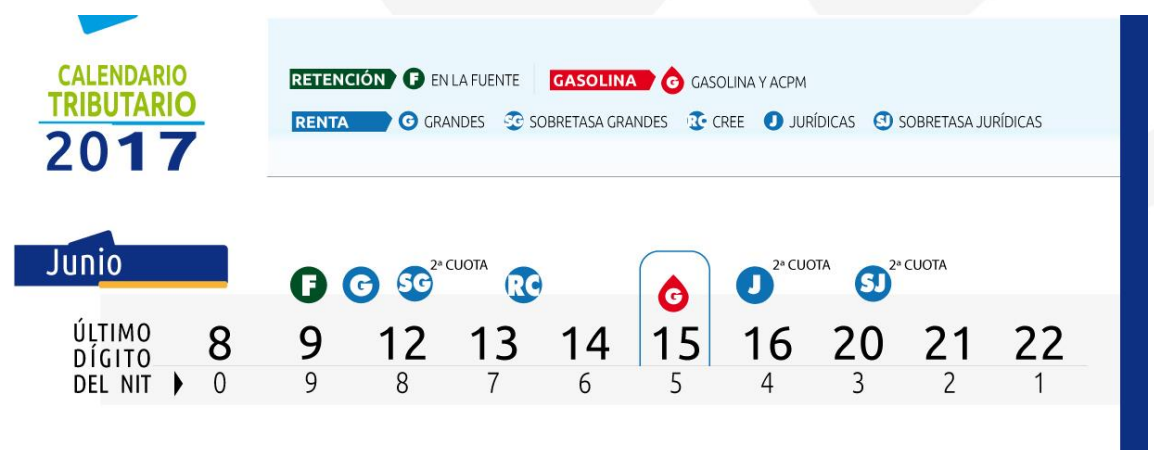 CALENDARIO
TRIBUTARIO
2017
RETENCIÓN F EN LA FUENTE GASOLINA G GASOLINA Y ACPM
RENTA G GRANDES SG SOBRETASA GRANDES RC CREE J JURÍDICAS SJ SOBRETASA JURÍDICAS
Junio
F G SG 2ª CUOTA RC G J 2ª CUOTA SJ 2ª CUOTA
ÚLTIMO
DÍGITO
DEL NIT
8 9 12 13 14 15 16 20 21 22
0 9 8 7 6 5 4 3 2 1